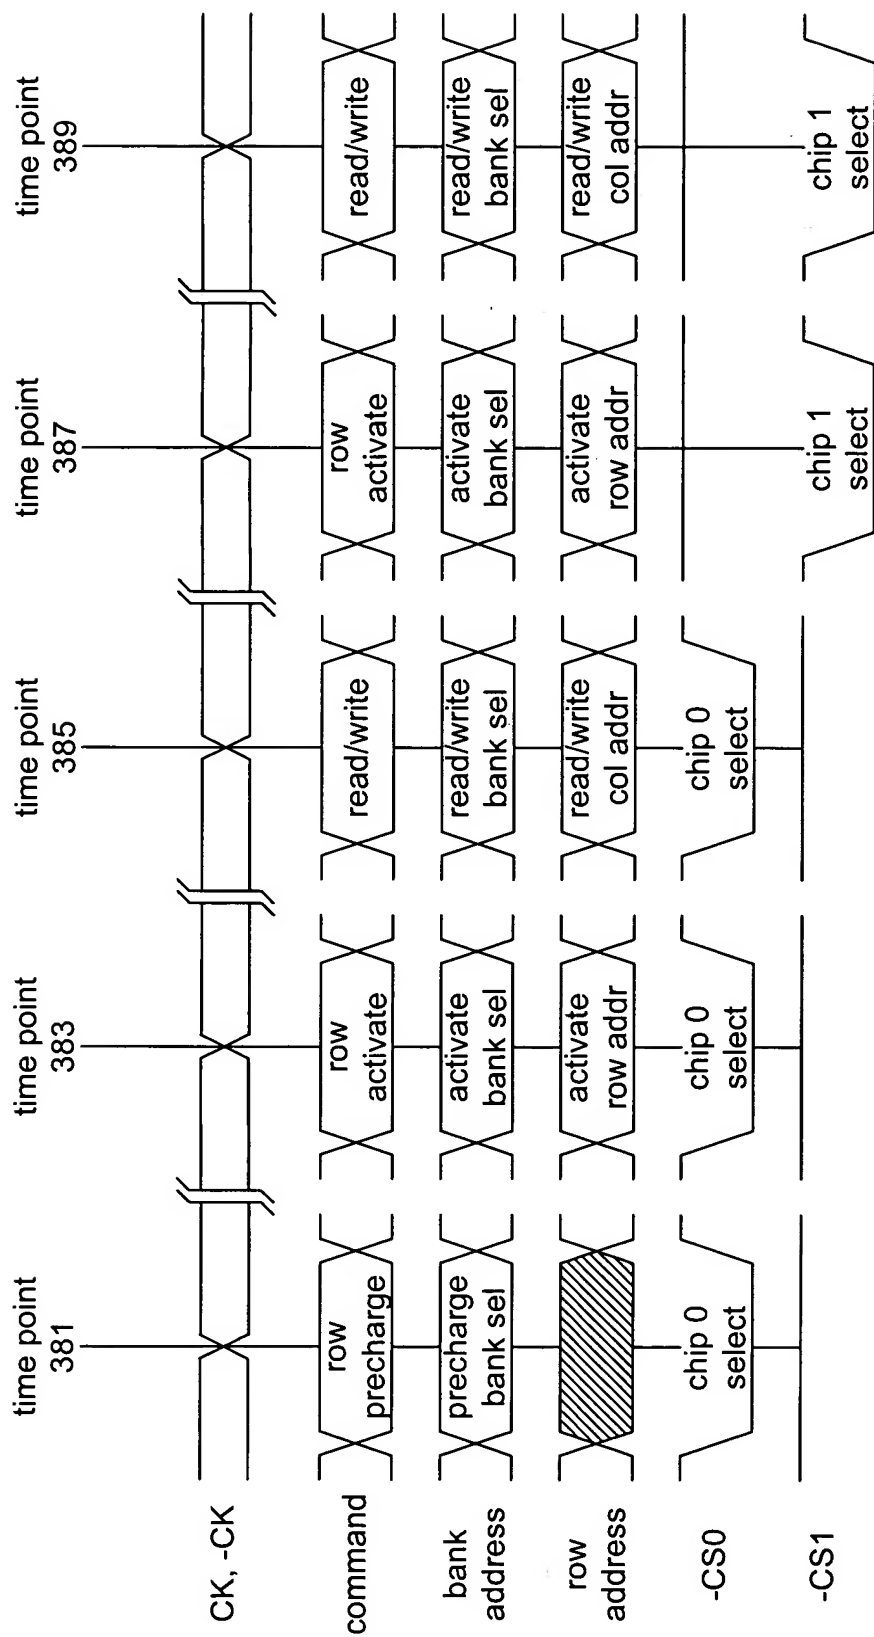 time point
381
time point
383
time point
385
time point
387
time point
389
CK, -CK
command
row
precharge
row
activate
read/write
row
activate
read/write
bank
address
precharge
bank sel
activate
bank sel
read/write
bank sel
activate
bank sel
read/write
bank sel
row
address
activate
row addr
read/write
col addr
activate
row addr
read/write
col addr
-CS0
chip 0
select
chip 0
select
chip 0
select
-CS1
chip 1
select
chip 1
select